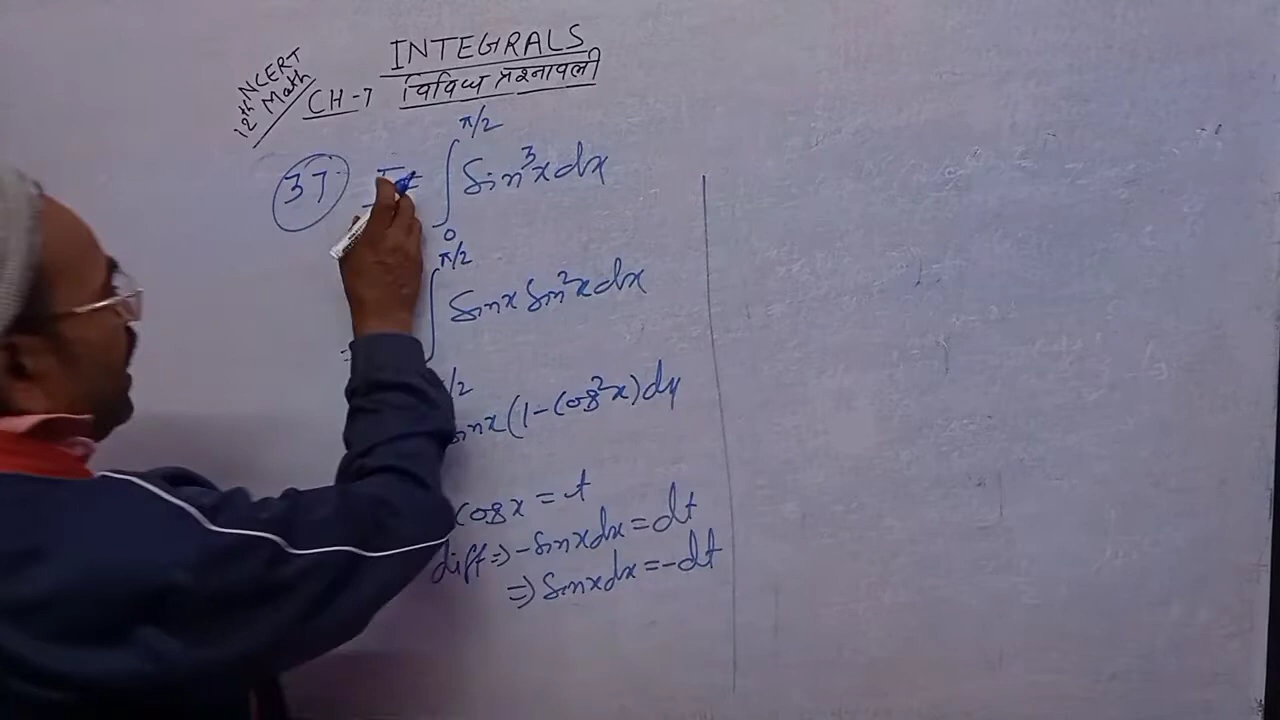 INTEGRALS
12th NCERT Math
CH-7 विविध प्रश्नावली
37. I = ∫₀^π/2 Sin³x dx
= ∫^π/2 Sinx Sin²x dx
/2 Sinx (1-Cos²x) dx
Cosx = t
diff ⇒ -Sinx dx = dt
⇒ Sinx dx = -dt